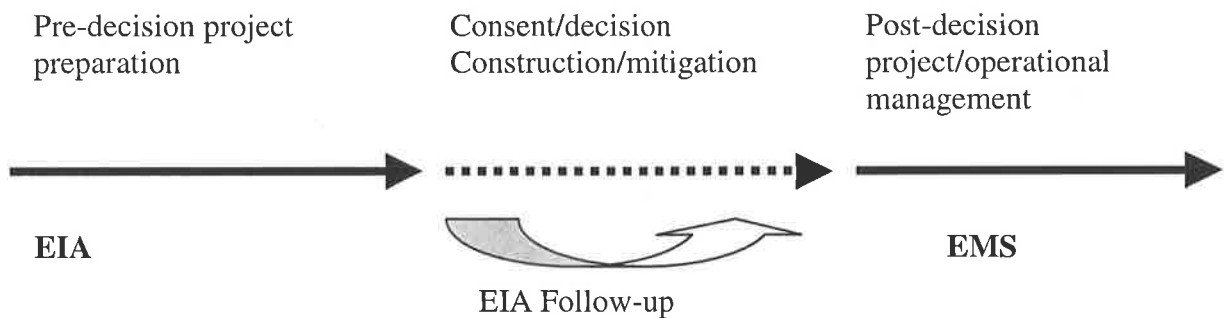 Pre-decision project
preparation
Consent/decision
Construction/mitigation
Post-decision
project/operational
management
EIA
EIA Follow-up
EMS